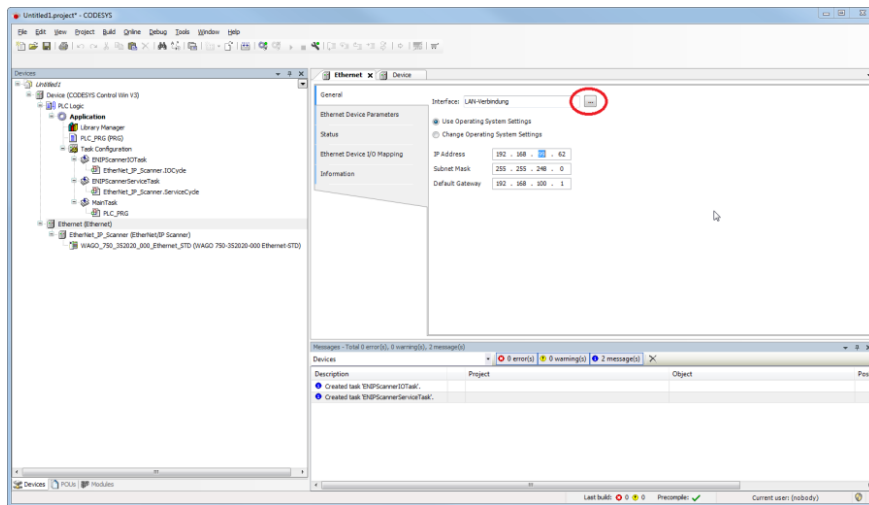 Untitled1.project* - CODESYS
File Edit View Project Build Online Debug Tools Window Help
Devices
Untitled1
Device (CODESYS Control Win V3)
PLC Logic
Application
Library Manager
PLC_PRG (PRG)
Task Configuration
ENIPScannerIOTask
EtherNet_IP_Scanner.IOCycle
ENIPScannerServiceTask
EtherNet_IP_Scanner.ServiceCycle
MainTask
PLC_PRG
Ethernet (Ethernet)
EtherNet_IP_Scanner (EtherNet/IP Scanner)
WAGO_750_352020_000_Ethernet_STD (WAGO 750-352020-000 Ethernet-STD)
Devices POUs Modules
Ethernet Device
General
Ethernet Device Parameters
Status
Ethernet Device I/O Mapping
Information
Interface: LAN-Verbindung ...
Use Operating System Settings
Change Operating System Settings
IP Address 192 . 168 . . 62
Subnet Mask 255 . 255 . 248 . 0
Default Gateway 192 . 168 . 100 . 1
Messages - Total 0 error(s), 0 warning(s), 2 message(s)
Devices 0 error(s) 0 warning(s) 2 message(s)
Description Project Object Pos
Created task 'ENIPScannerIOTask'.
Created task 'ENIPScannerServiceTask'.
Last build: 0 0 Precompile: Current user: (nobody)